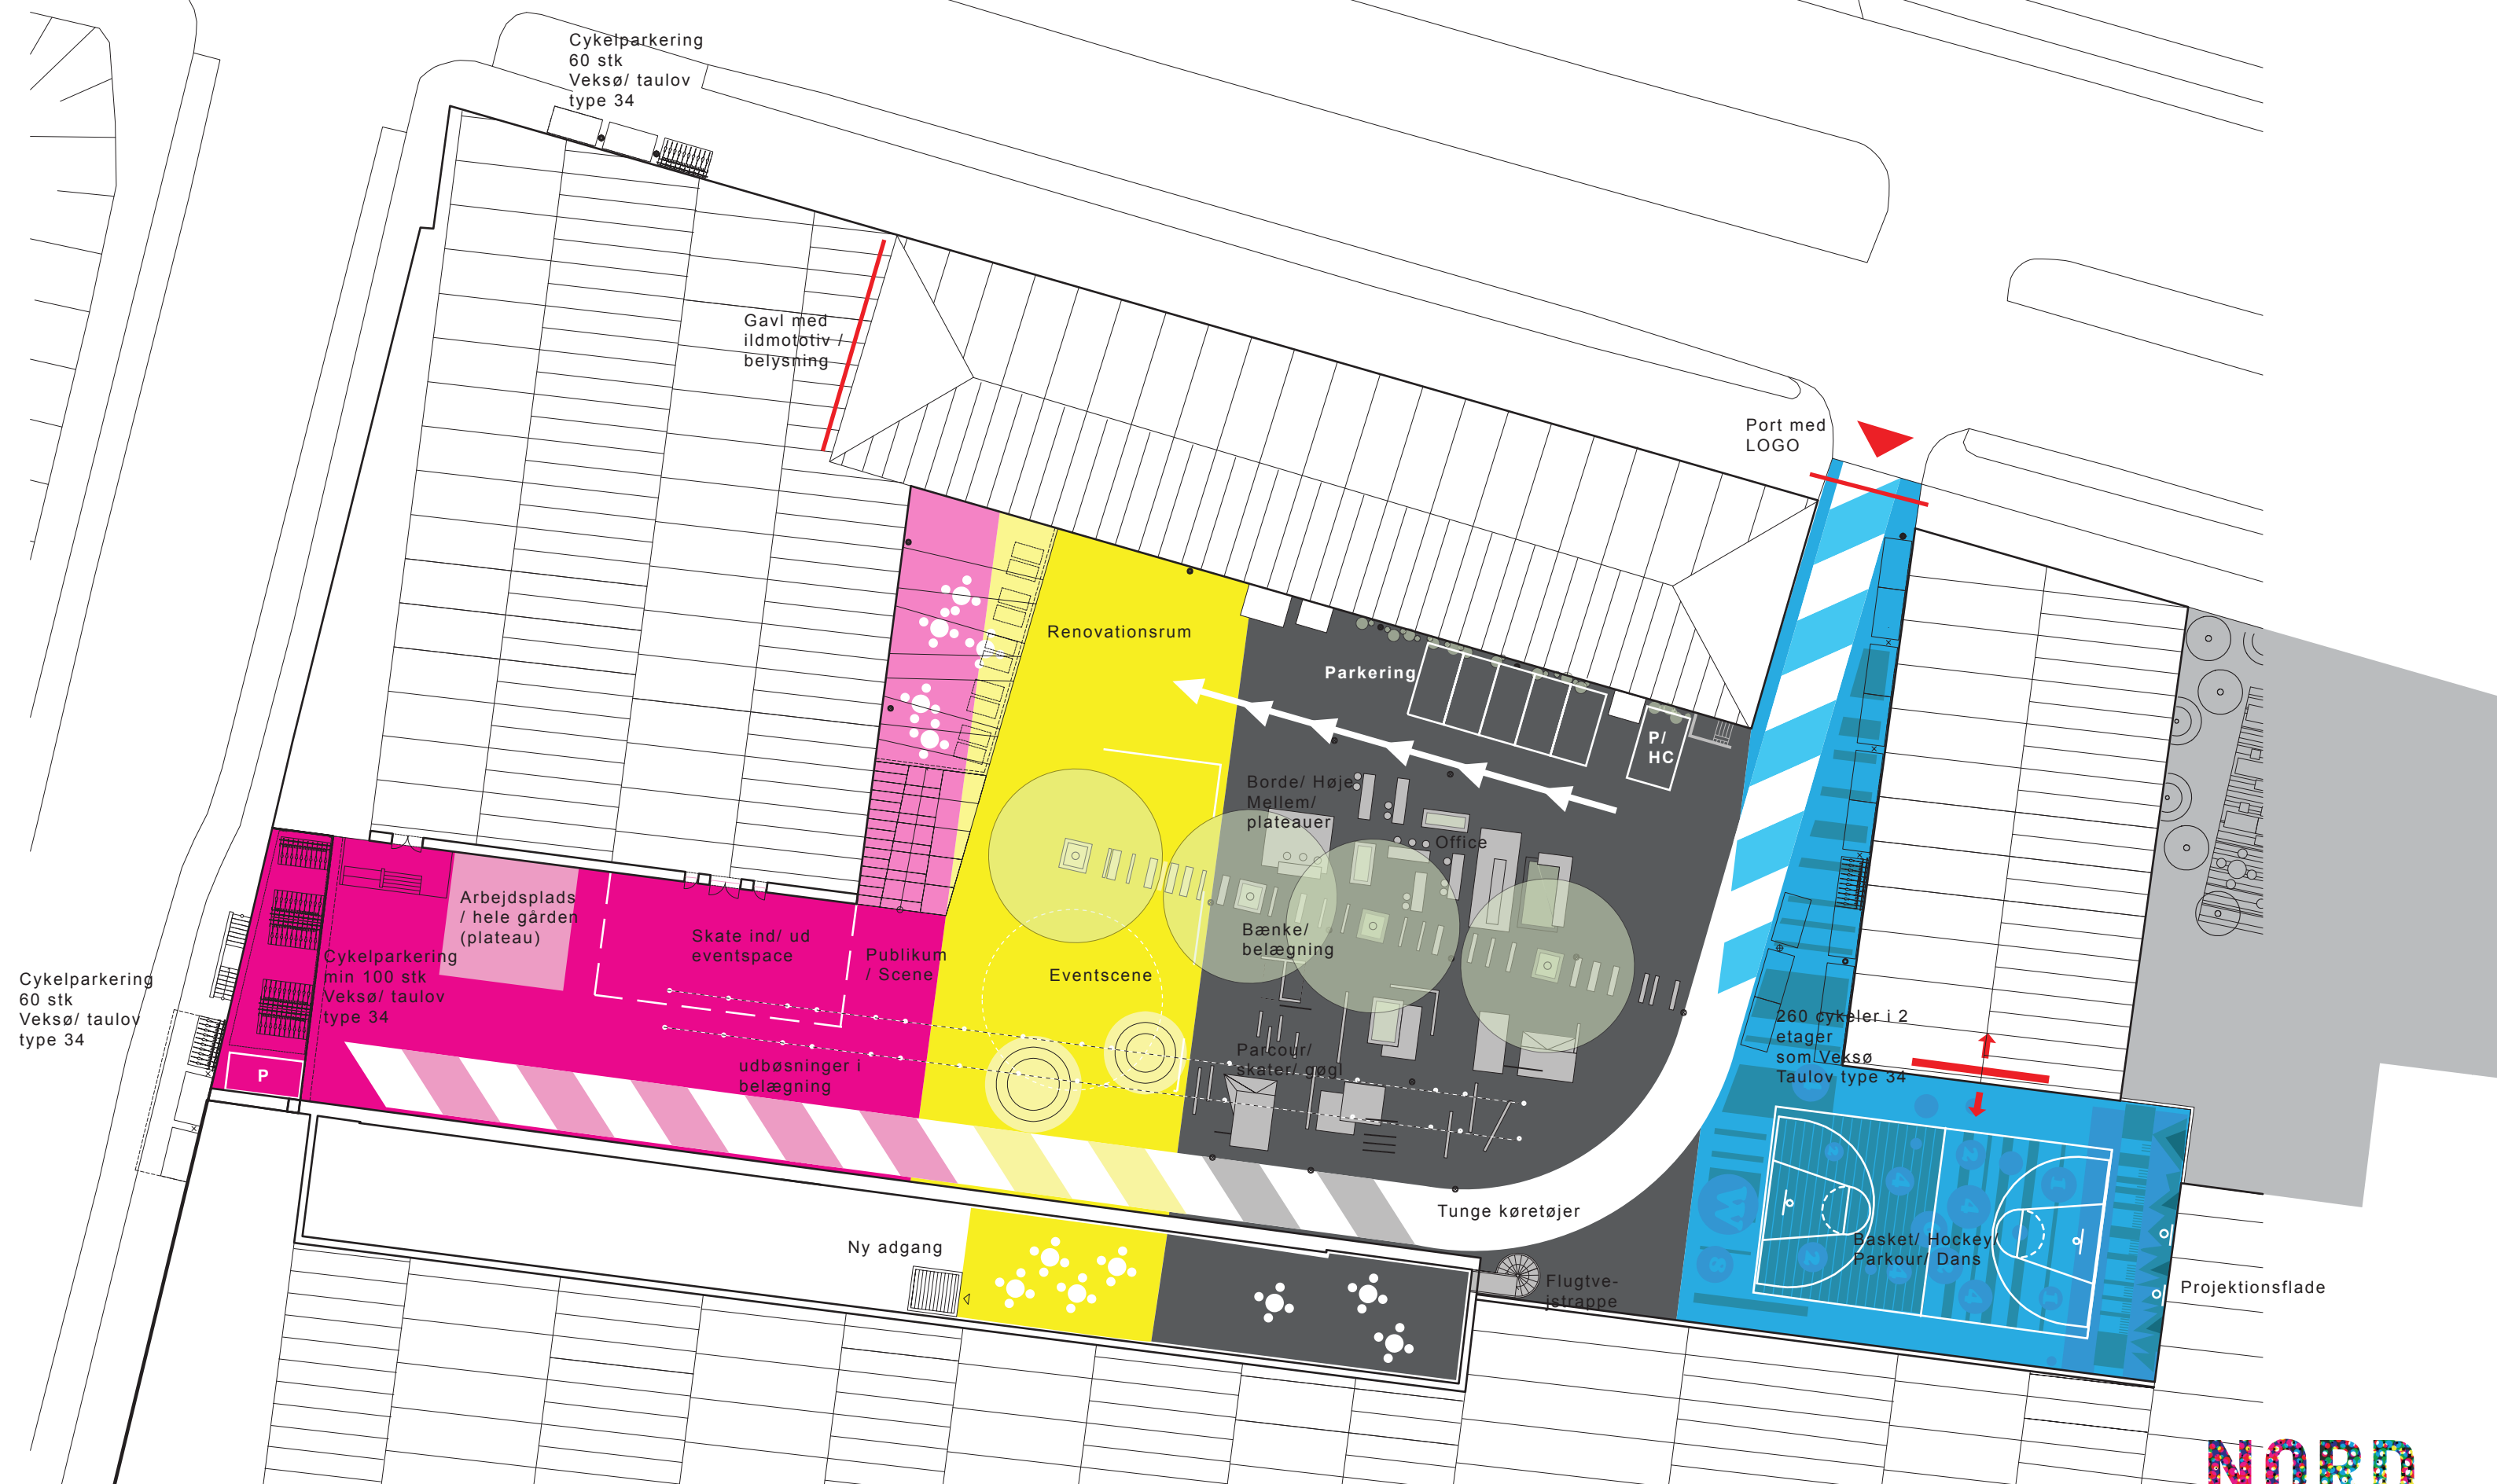 Cykelparkering
60 stk
Veksø/ taulov
type 34
Gavl med
ildmototiv /
belysning
Port med
LOGO
Renovationsrum
Parkering
P/
HC
Borde/ Høje
Mellem/
plateauer
Office
Arbejdsplads
/ hele gården
(plateau)
Skate ind/ ud
eventspace
Publikum
/ Scene
Eventscene
Bænke/
belægning
Cykelparkering
min 100 stk
Veksø/ taulov
type 34
Cykelparkering
60 stk
Veksø/ taulov
type 34
P
udbøsninger i
belægning
Parcour/
skater/ gøgl
260 cykeler i 2
etager
som Veksø
Taulov type 34
Tunge køretøjer
Ny adgang
Flugtve-
jstrappe
Basket/ Hockey/
Parkour/ Dans
Projektionsflade
NORD